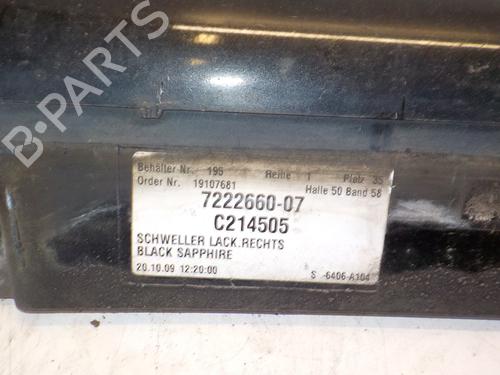 B-PARTS
Behälter Nr. 195 Reihe 1 Platz 35
Order Nr. 19107681 Halle 50 Band 58
7222660-07
C214505
SCHWELLER LACK.RECHTS
BLACK SAPPHIRE
20.10.09 12:20:00 S -6406-A104